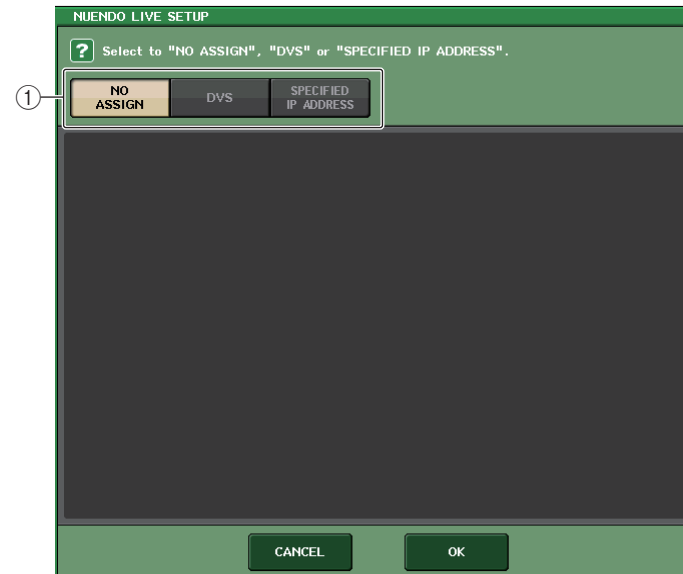 NUENDO LIVE SETUP
? Select to "NO ASSIGN", "DVS" or "SPECIFIED IP ADDRESS".
①
NO ASSIGN
DVS
SPECIFIED IP ADDRESS
CANCEL
OK